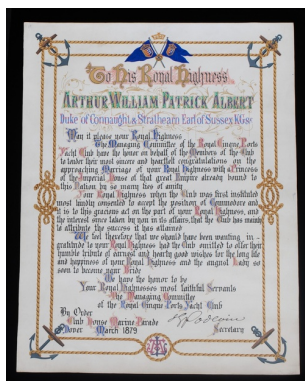 To His Royal Highness
ARTHUR WILLIAM PATRICK ALBERT
Duke of Connaught & Strathearn Earl of Sussex KG
May it please your Royal Highness
The Managing Committee of the Royal Cinque Ports
Yacht Club have the honor on behalf of the Members of the Club
to tender their most sincere and heartfelt congratulations on the
approaching Marriage of your Royal Highness with a Princess
of the Imperial House of that great Empire already bound to
this Nation by so many ties of amity
Your Royal Highness when the Club was first instituted
most kindly consented to accept the position of Commodore and
it is to this gracious act on the part of your Royal Highness, and
the interest since taken by you in its affairs, that the Club has mainly
to attribute the success it has attained
We feel therefore that we should have been wanting in
gratitude to your Royal Highness had the Club omitted to offer their
humble tribute of earnest and hearty good wishes for the long life
and happiness of your Royal Highness and the august Lady so
soon to become your Bride
We have the honor to be
Your Royal Highnesses most faithful Servants
The Managing Committee
of the Royal Cinque Ports Yacht Club
By Order
Club House Marine Parade
Dover March 1879
Secretary